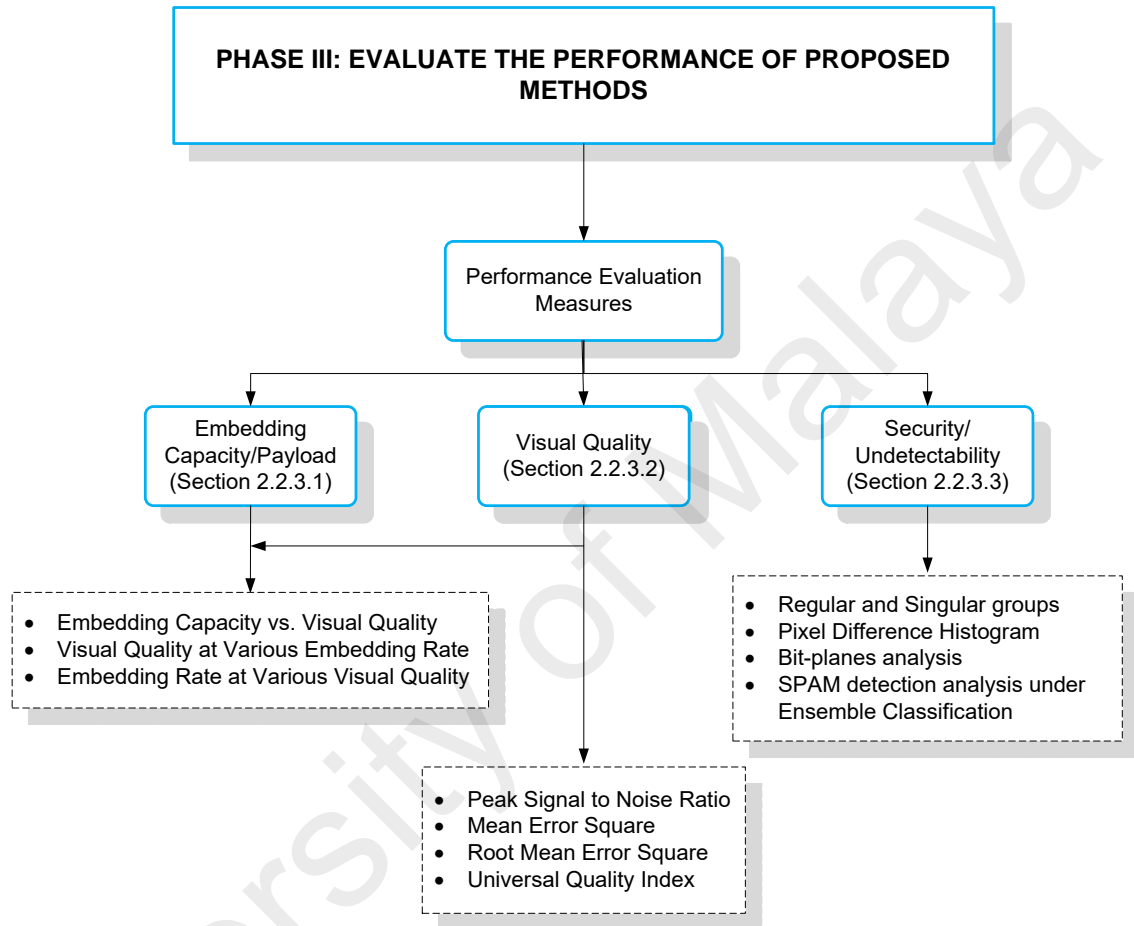 PHASE III: EVALUATE THE PERFORMANCE OF PROPOSED
METHODS
Performance Evaluation
Measures
Embedding
Capacity/Payload
(Section 2.2.3.1)
Visual Quality
(Section 2.2.3.2)
Security/
Undetectability
(Section 2.2.3.3)
• Embedding Capacity vs. Visual Quality
• Visual Quality at Various Embedding Rate
• Embedding Rate at Various Visual Quality
• Regular and Singular groups
• Pixel Difference Histogram
• Bit-planes analysis
• SPAM detection analysis under
Ensemble Classification
• Peak Signal to Noise Ratio
• Mean Error Square
• Root Mean Error Square
• Universal Quality Index
ersity of Malaya